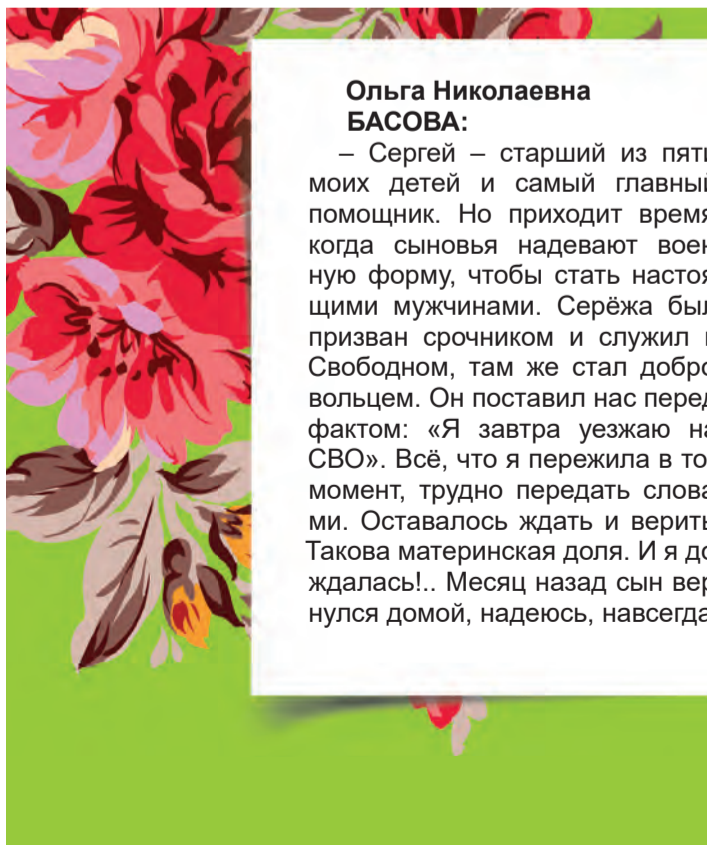 Ольга Николаевна
БАСОВА:
– Сергей – старший из пяти
моих детей и самый главный
помощник. Но приходит время
когда сыновья надевают воен
ную форму, чтобы стать настоя
щими мужчинами. Серёжа был
призван срочником и служил
Свободном, там же стал добро
вольцем. Он поставил нас перед
фактом: «Я завтра уезжаю на
СВО». Всё, что я пережила в то
момент, трудно передать слова
ми. Оставалось ждать и верить
Такова материнская доля. И я до
ждалась!.. Месяц назад сын вер
нулся домой, надеюсь, навсегда